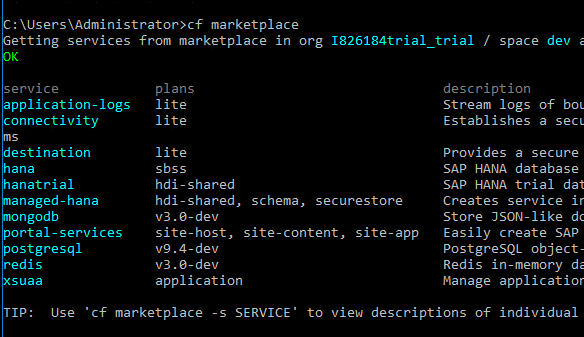 C:\Users\Administrator>cf marketplace
Getting services from marketplace in org I826184trial_trial / space dev a
OK
service plans description
application-logs lite Stream logs of bou
connectivity lite Establishes a secu
ms
destination lite Provides a secure
hana sbss SAP HANA database
hanatrial hdi-shared SAP HANA trial dat
managed-hana hdi-shared, schema, securestore Creates service in
mongodb v3.0-dev Store JSON-like do
portal-services site-host, site-content, site-app Easily create SAP
postgresql v9.4-dev PostgreSQL object-
redis v3.0-dev Redis in-memory da
xsuaa application Manage application
TIP: Use 'cf marketplace -s SERVICE' to view descriptions of individual